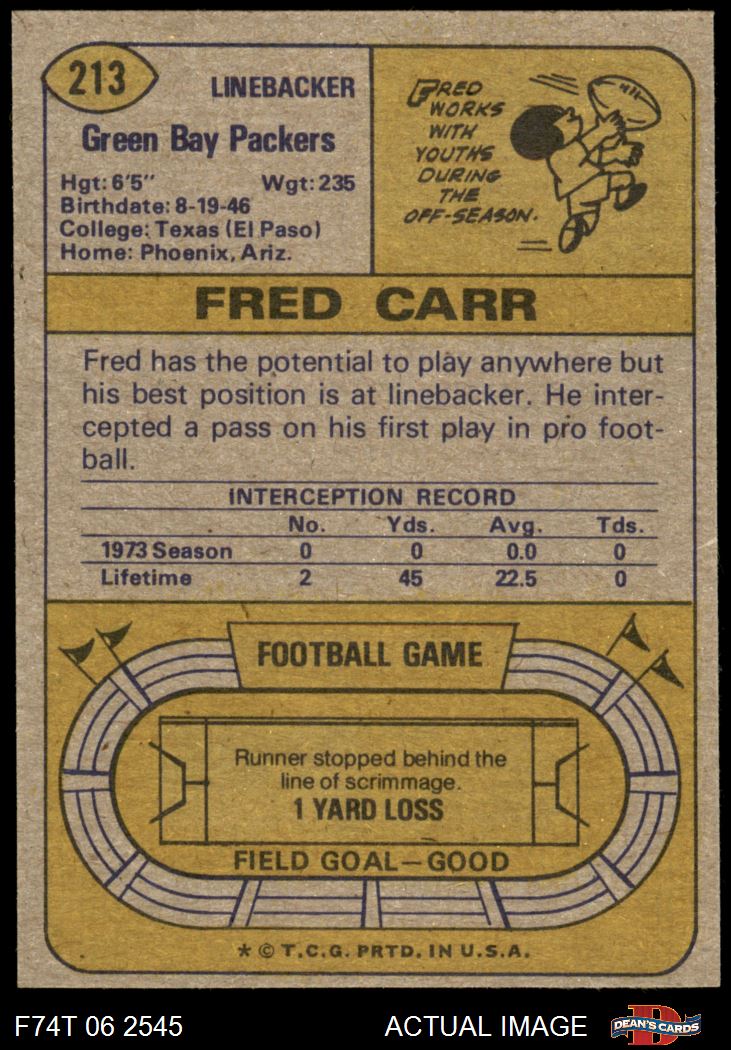 213
LINEBACKER
Green Bay Packers
Hgt: 6'5" Wgt: 235
Birthdate: 8-19-46
College: Texas (El Paso)
Home: Phoenix, Ariz.
FRED
WORKS
WITH
YOUTHS
DURING
THE
OFF-SEASON.
FRED CARR
Fred has the potential to play anywhere but
his best position is at linebacker. He inter-
cepted a pass on his first play in pro foot-
ball.
INTERCEPTION RECORD
No. Yds. Avg. Tds.
1973 Season 0 0 0.0 0
Lifetime 2 45 22.5 0
FOOTBALL GAME
Runner stopped behind the
line of scrimmage.
1 YARD LOSS
FIELD GOAL—GOOD
* © T.C.G. PRTD. IN U.S.A.
F74T 06 2545 ACTUAL IMAGE
D
DEAN'S CARDS